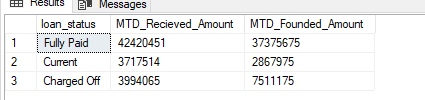 Results Messages
loan_status MTD_Recieved_Amount MTD_Founded_Amount
1 Fully Paid 42420451 37375675
2 Current 3717514 2867975
3 Charged Off 3994065 7511175